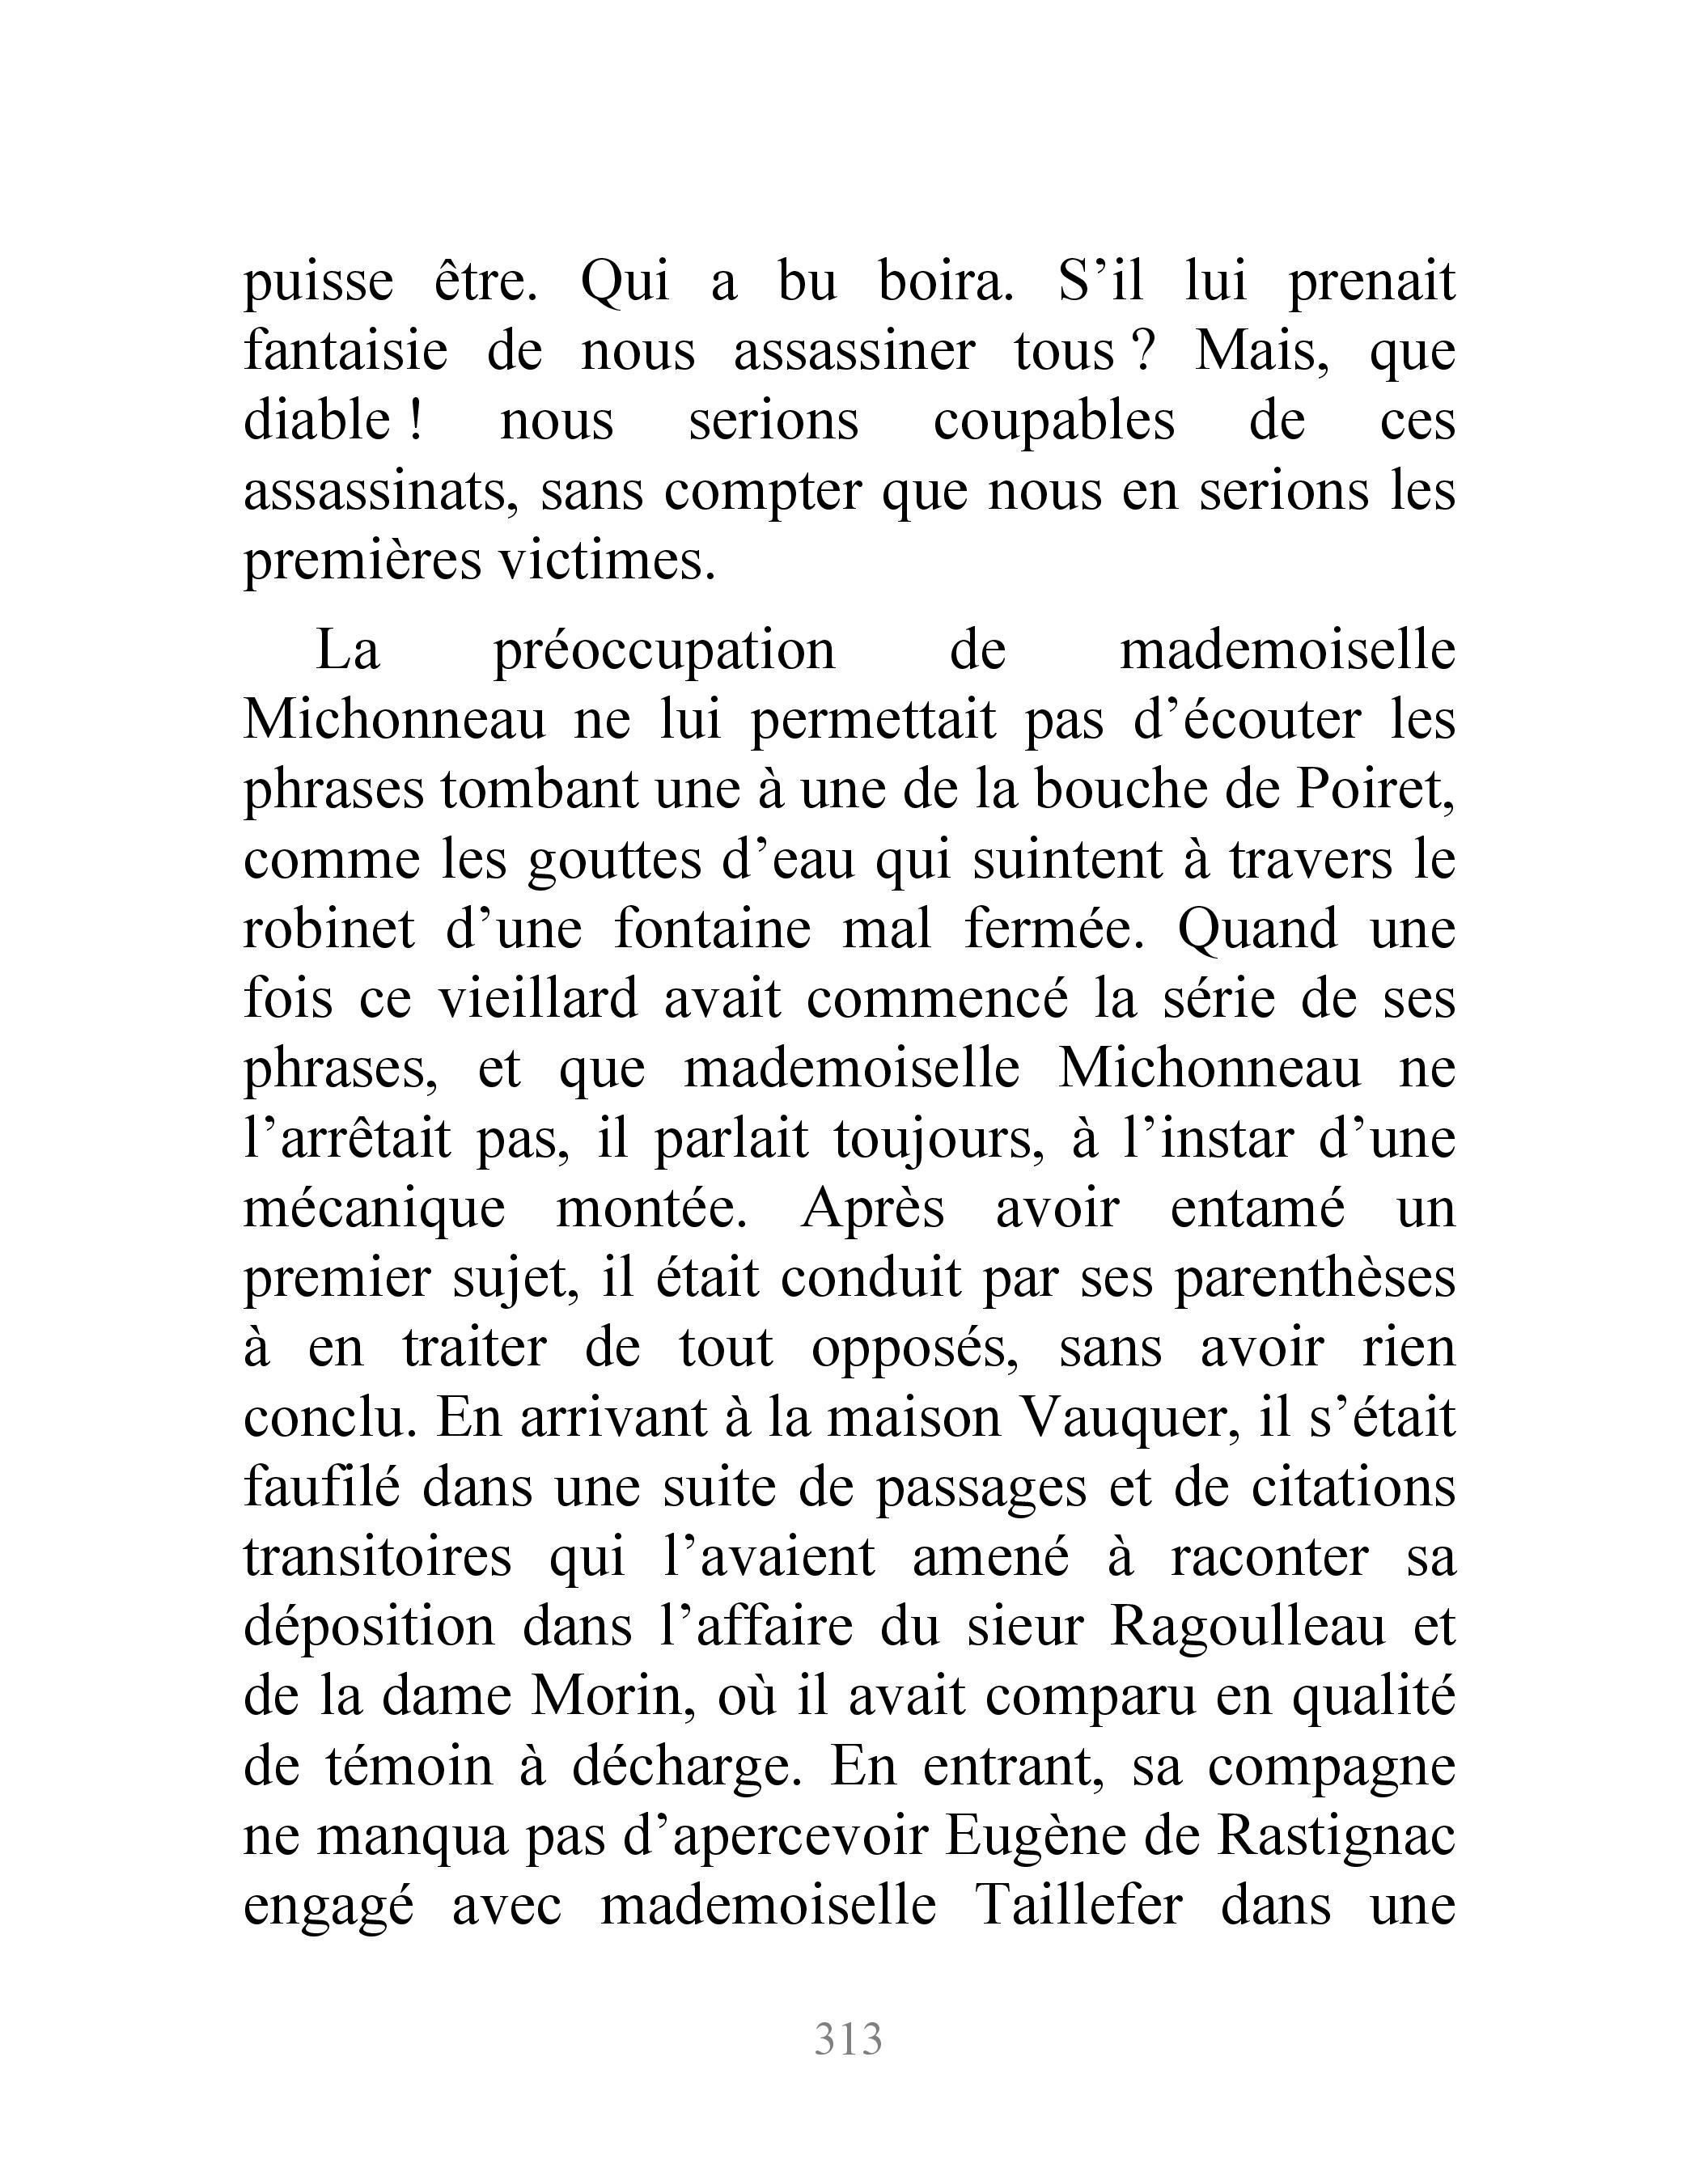 puisse être. Qui a bu boira. S’il lui prenait
fantaisie de nous assassiner tous ? Mais, que
diable ! nous serions coupables de ces
assassinats, sans compter que nous en serions les
premières victimes.
La préoccupation de mademoiselle
Michonneau ne lui permettait pas d’écouter les
phrases tombant une à une de la bouche de Poiret,
comme les gouttes d’eau qui suintent à travers le
robinet d’une fontaine mal fermée. Quand une
fois ce vieillard avait commencé la série de ses
phrases, et que mademoiselle Michonneau ne
l’arrêtait pas, il parlait toujours, à l’instar d’une
mécanique montée. Après avoir entamé un
premier sujet, il était conduit par ses parenthèses
à en traiter de tout opposés, sans avoir rien
conclu. En arrivant à la maison Vauquer, il s’était
faufilé dans une suite de passages et de citations
transitoires qui l’avaient amené à raconter sa
déposition dans l’affaire du sieur Ragoulleau et
de la dame Morin, où il avait comparu en qualité
de témoin à décharge. En entrant, sa compagne
ne manqua pas d’apercevoir Eugène de Rastignac
engagé avec mademoiselle Taillefer dans une
313